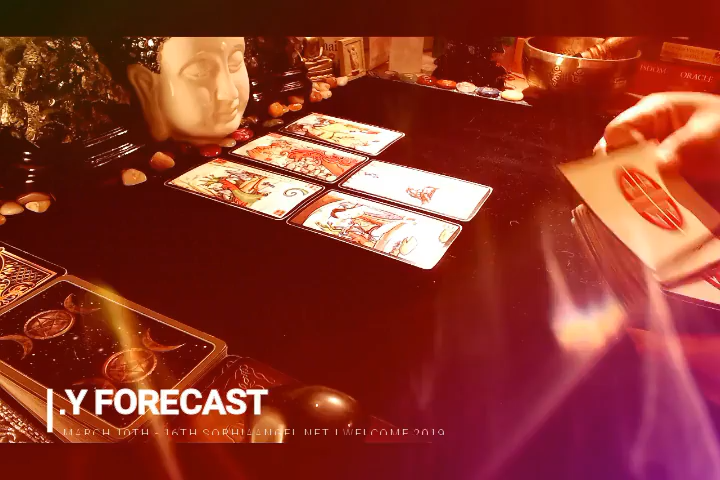 ORACLE
.Y FORECAST
MARCH 10TH - 16TH SOPHIAANGEL.NET | WELCOME 2019